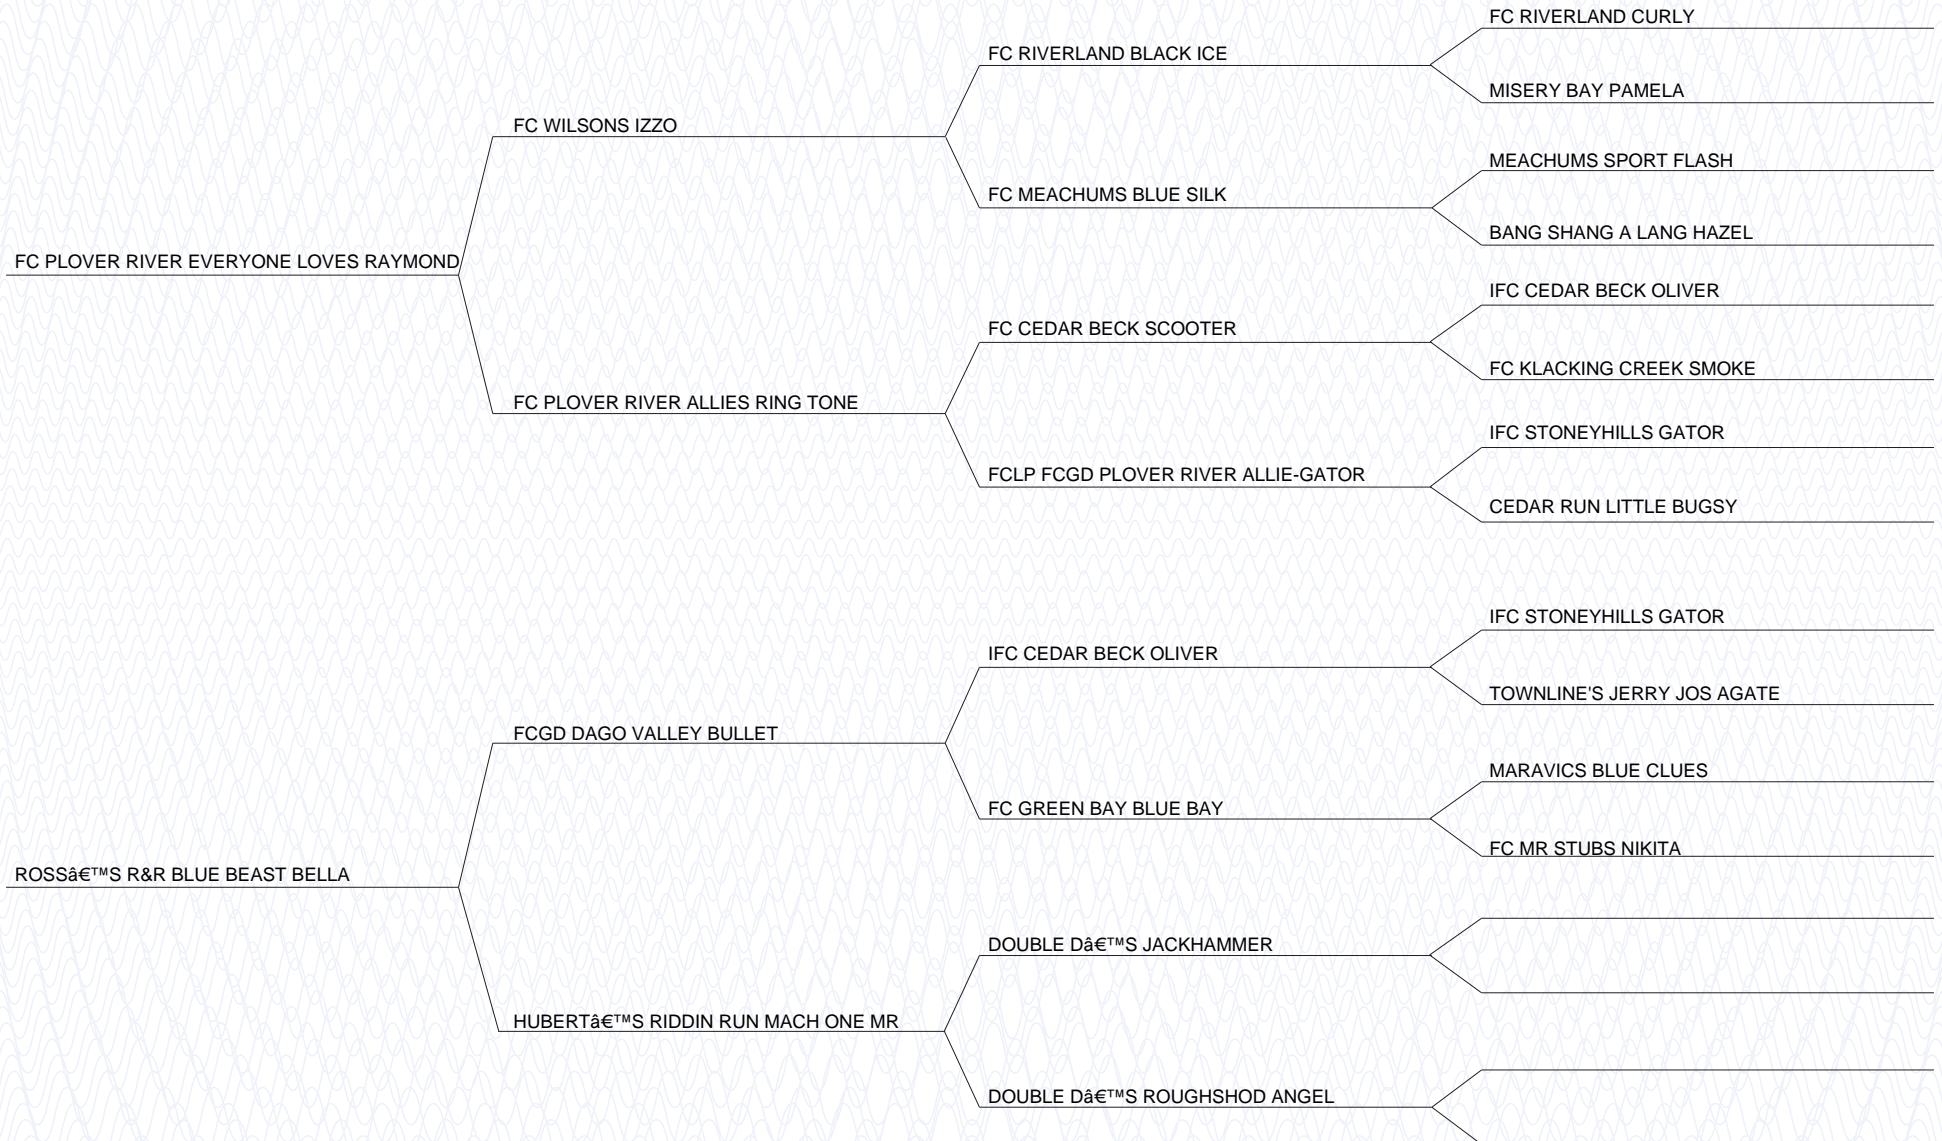 FC RIVERLAND CURLY
FC RIVERLAND BLACK ICE
MISERY BAY PAMELA
FC WILSONS IZZO
MEACHUMS SPORT FLASH
FC MEACHUMS BLUE SILK
BANG SHANG A LANG HAZEL
FC PLOVER RIVER EVERYONE LOVES RAYMOND
IFC CEDAR BECK OLIVER
FC CEDAR BECK SCOOTER
FC KLACKING CREEK SMOKE
FC PLOVER RIVER ALLIES RING TONE
IFC STONEYHILLS GATOR
FCLP FCGD PLOVER RIVER ALLIE-GATOR
CEDAR RUN LITTLE BUGSY
IFC STONEYHILLS GATOR
IFC CEDAR BECK OLIVER
TOWNLINE'S JERRY JOS AGATE
FCGD DAGO VALLEY BULLET
MARAVICS BLUE CLUES
FC GREEN BAY BLUE BAY
FC MR STUBS NIKITA
ROSSâ€™S R&R BLUE BEAST BELLA
DOUBLE Dâ€™S JACKHAMMER
HUBERTâ€™S RIDDIN RUN MACH ONE MR
DOUBLE Dâ€™S ROUGHSHOD ANGEL